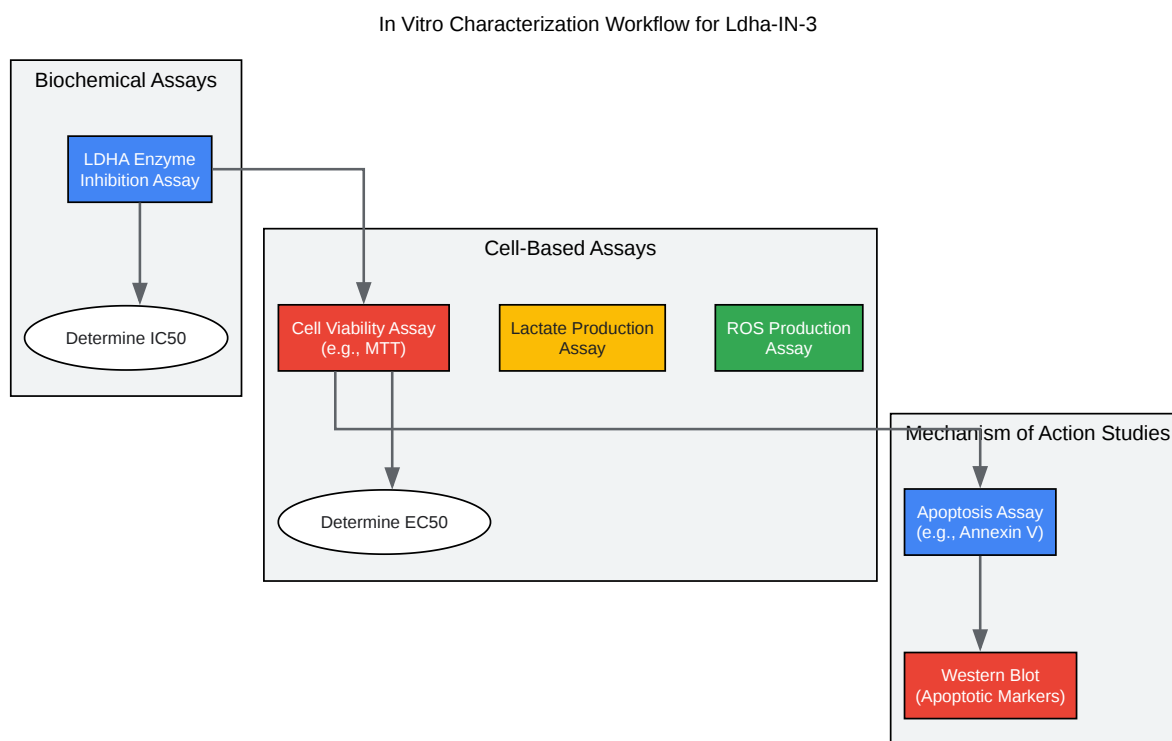 In Vitro Characterization Workflow for Ldha-IN-3
Biochemical Assays
LDHA Enzyme
Inhibition Assay
Determine IC50
Cell-Based Assays
Cell Viability Assay
(e.g., MTT)
Lactate Production
Assay
ROS Production
Assay
Determine EC50
Mechanism of Action Studies
Apoptosis Assay
(e.g., Annexin V)
Western Blot
(Apoptotic Markers)